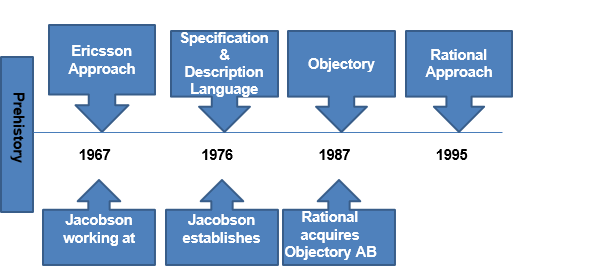 Prehistory
Ericsson
Approach
Specification
&
Description
Language
Objectory
Rational
Approach
1967
1976
1987
1995
Jacobson
working at
Jacobson
establishes
Rational
acquires
Objectory AB